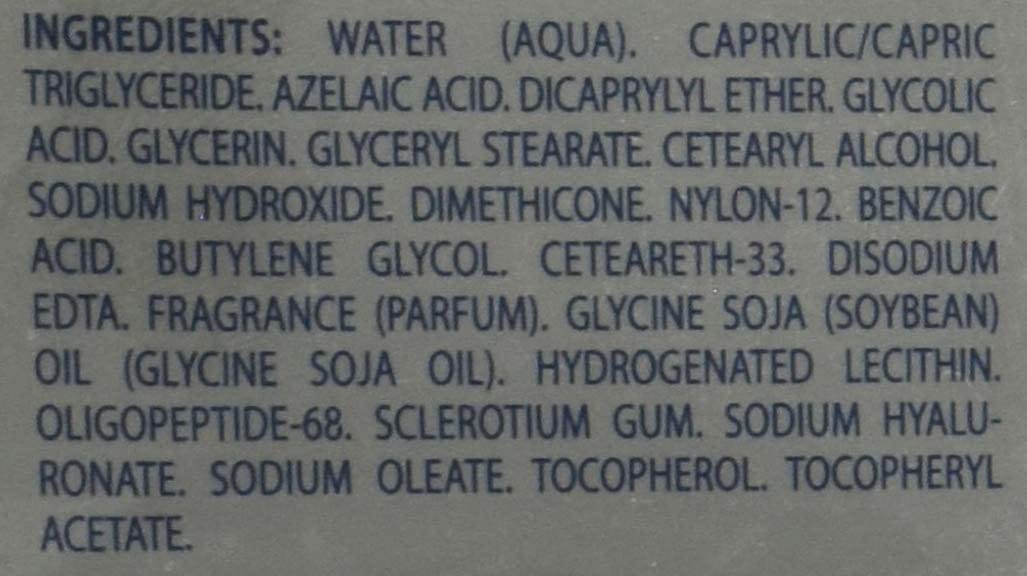 INGREDIENTS: WATER (AQUA). CAPRYLIC/CAPRIC
TRIGLYCERIDE. AZELAIC ACID. DICAPRYLYL ETHER. GLYCOLIC
ACID. GLYCERIN. GLYCERYL STEARATE. CETEARYL ALCOHOL.
SODIUM HYDROXIDE. DIMETHICONE. NYLON-12. BENZOIC
ACID. BUTYLENE GLYCOL. CETEARETH-33. DISODIUM
EDTA. FRAGRANCE (PARFUM). GLYCINE SOJA (SOYBEAN)
OIL (GLYCINE SOJA OIL). HYDROGENATED LECITHIN.
OLIGOPEPTIDE-68. SCLEROTIUM GUM. SODIUM HYALU-
RONATE. SODIUM OLEATE. TOCOPHEROL. TOCOPHERYL
ACETATE.